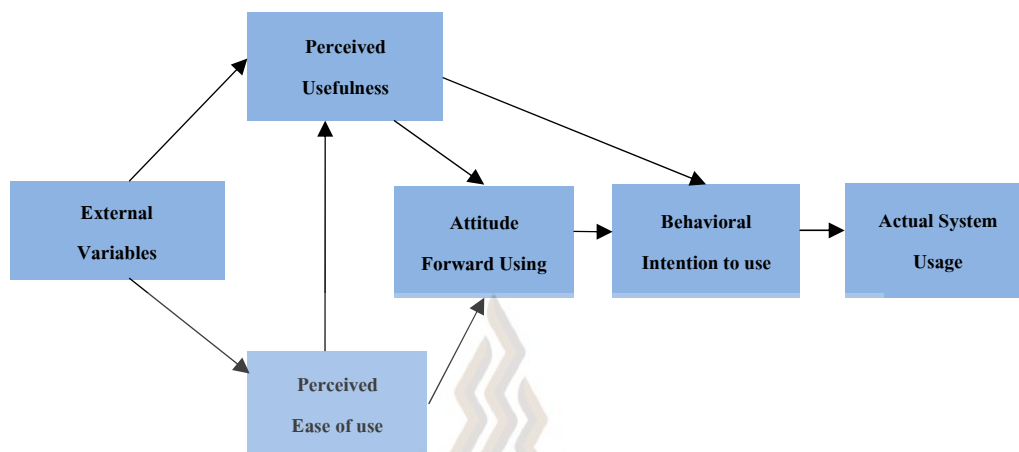 Perceived
Usefulness
External
Variables
Attitude
Forward Using
Behavioral
Intention to use
Actual System
Usage
Perceived
Ease of use